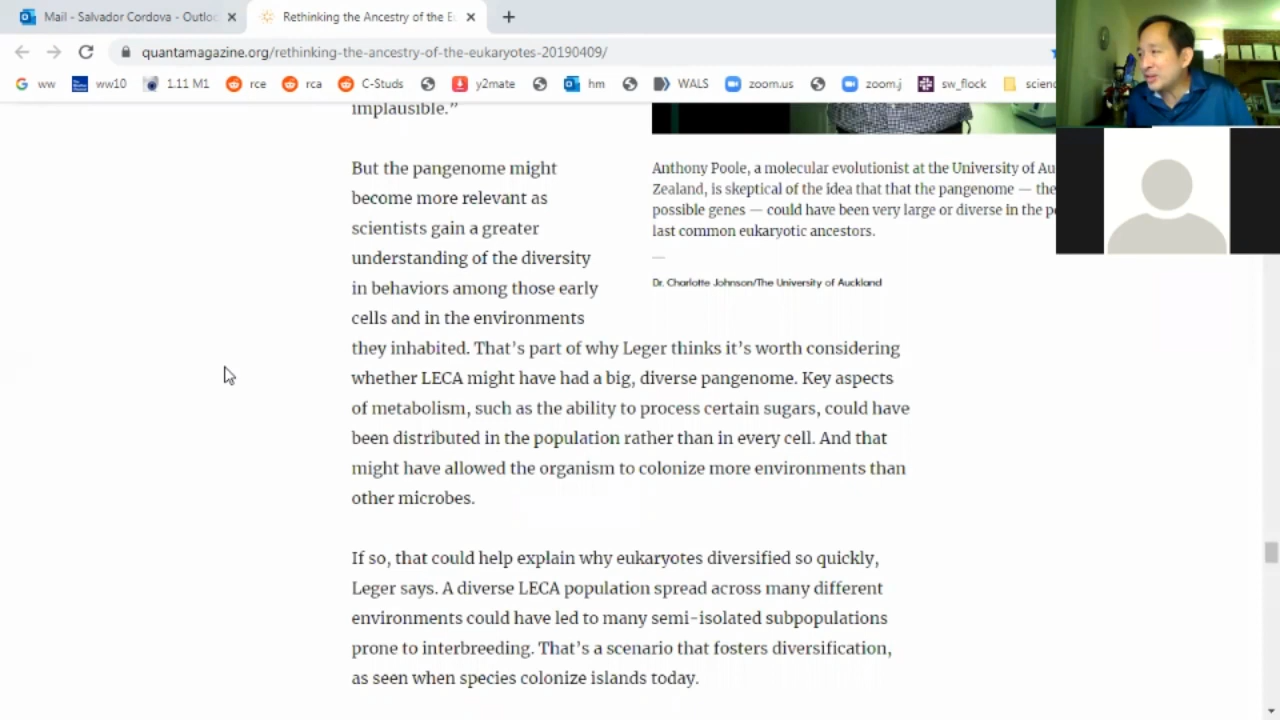 Mail - Salvador Cordova - Outloo
Rethinking the Ancestry of the E
quantamagazine.org/rethinking-the-ancestry-of-the-eukaryotes-20190409/
ww
ww10
1.11 M1
rce
rca
C-Studs
y2mate
hm
WALS
zoom.us
zoom.j
sw_flock
scienc
implausible.”
But the pangenome might
become more relevant as
scientists gain a greater
understanding of the diversity
in behaviors among those early
cells and in the environments
they inhabited. That’s part of why Leger thinks it’s worth considering
whether LECA might have had a big, diverse pangenome. Key aspects
of metabolism, such as the ability to process certain sugars, could have
been distributed in the population rather than in every cell. And that
might have allowed the organism to colonize more environments than
other microbes.
Anthony Poole, a molecular evolutionist at the University of Au
Zealand, is skeptical of the idea that that the pangenome — the
possible genes — could have been very large or diverse in the p
last common eukaryotic ancestors.
—
Dr. Charlotte Johnson/The University of Auckland
If so, that could help explain why eukaryotes diversified so quickly,
Leger says. A diverse LECA population spread across many different
environments could have led to many semi-isolated subpopulations
prone to interbreeding. That’s a scenario that fosters diversification,
as seen when species colonize islands today.